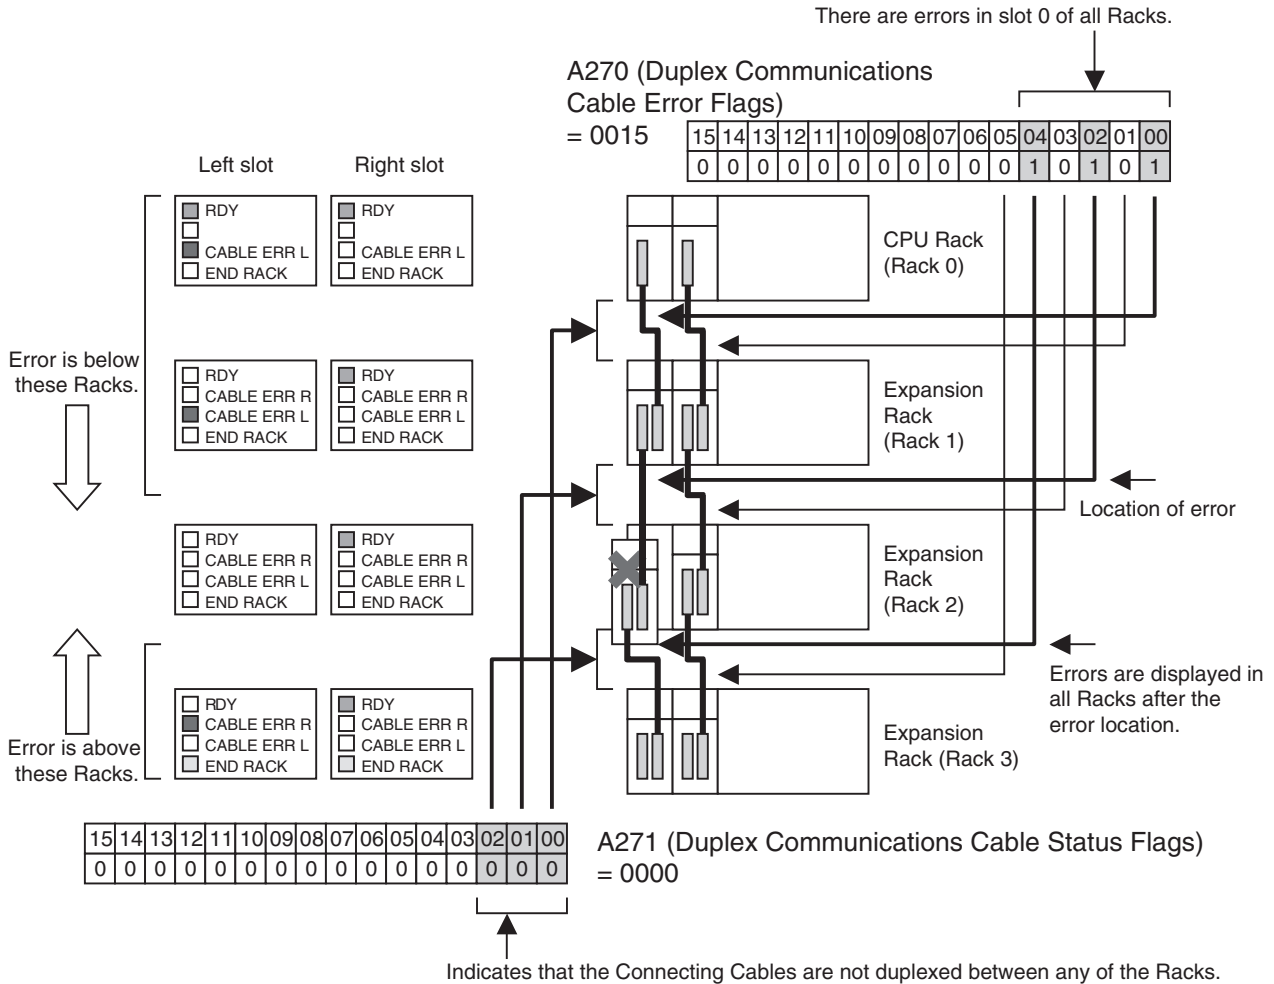 There are errors in slot 0 of all Racks.
A270 (Duplex Communications
Cable Error Flags)
= 0015
15 14 13 12 11 10 09 08 07 06 05 04 03 02 01 00
0 0 0 0 0 0 0 0 0 0 0 1 0 1 0 1
Left slot
Right slot
RDY
CABLE ERR L
END RACK
RDY
CABLE ERR L
END RACK
CPU Rack
(Rack 0)
Error is below
these Racks.
RDY
CABLE ERR R
CABLE ERR L
END RACK
RDY
CABLE ERR R
CABLE ERR L
END RACK
Expansion
Rack
(Rack 1)
Location of error
RDY
CABLE ERR R
CABLE ERR L
END RACK
RDY
CABLE ERR R
CABLE ERR L
END RACK
Expansion
Rack
(Rack 2)
Errors are displayed in
all Racks after the
error location.
Error is above
these Racks.
RDY
CABLE ERR R
CABLE ERR L
END RACK
RDY
CABLE ERR R
CABLE ERR L
END RACK
Expansion
Rack (Rack 3)
15 14 13 12 11 10 09 08 07 06 05 04 03 02 01 00
0 0 0 0 0 0 0 0 0 0 0 0 0 0 0 0
A271 (Duplex Communications Cable Status Flags)
= 0000
Indicates that the Connecting Cables are not duplexed between any of the Racks.